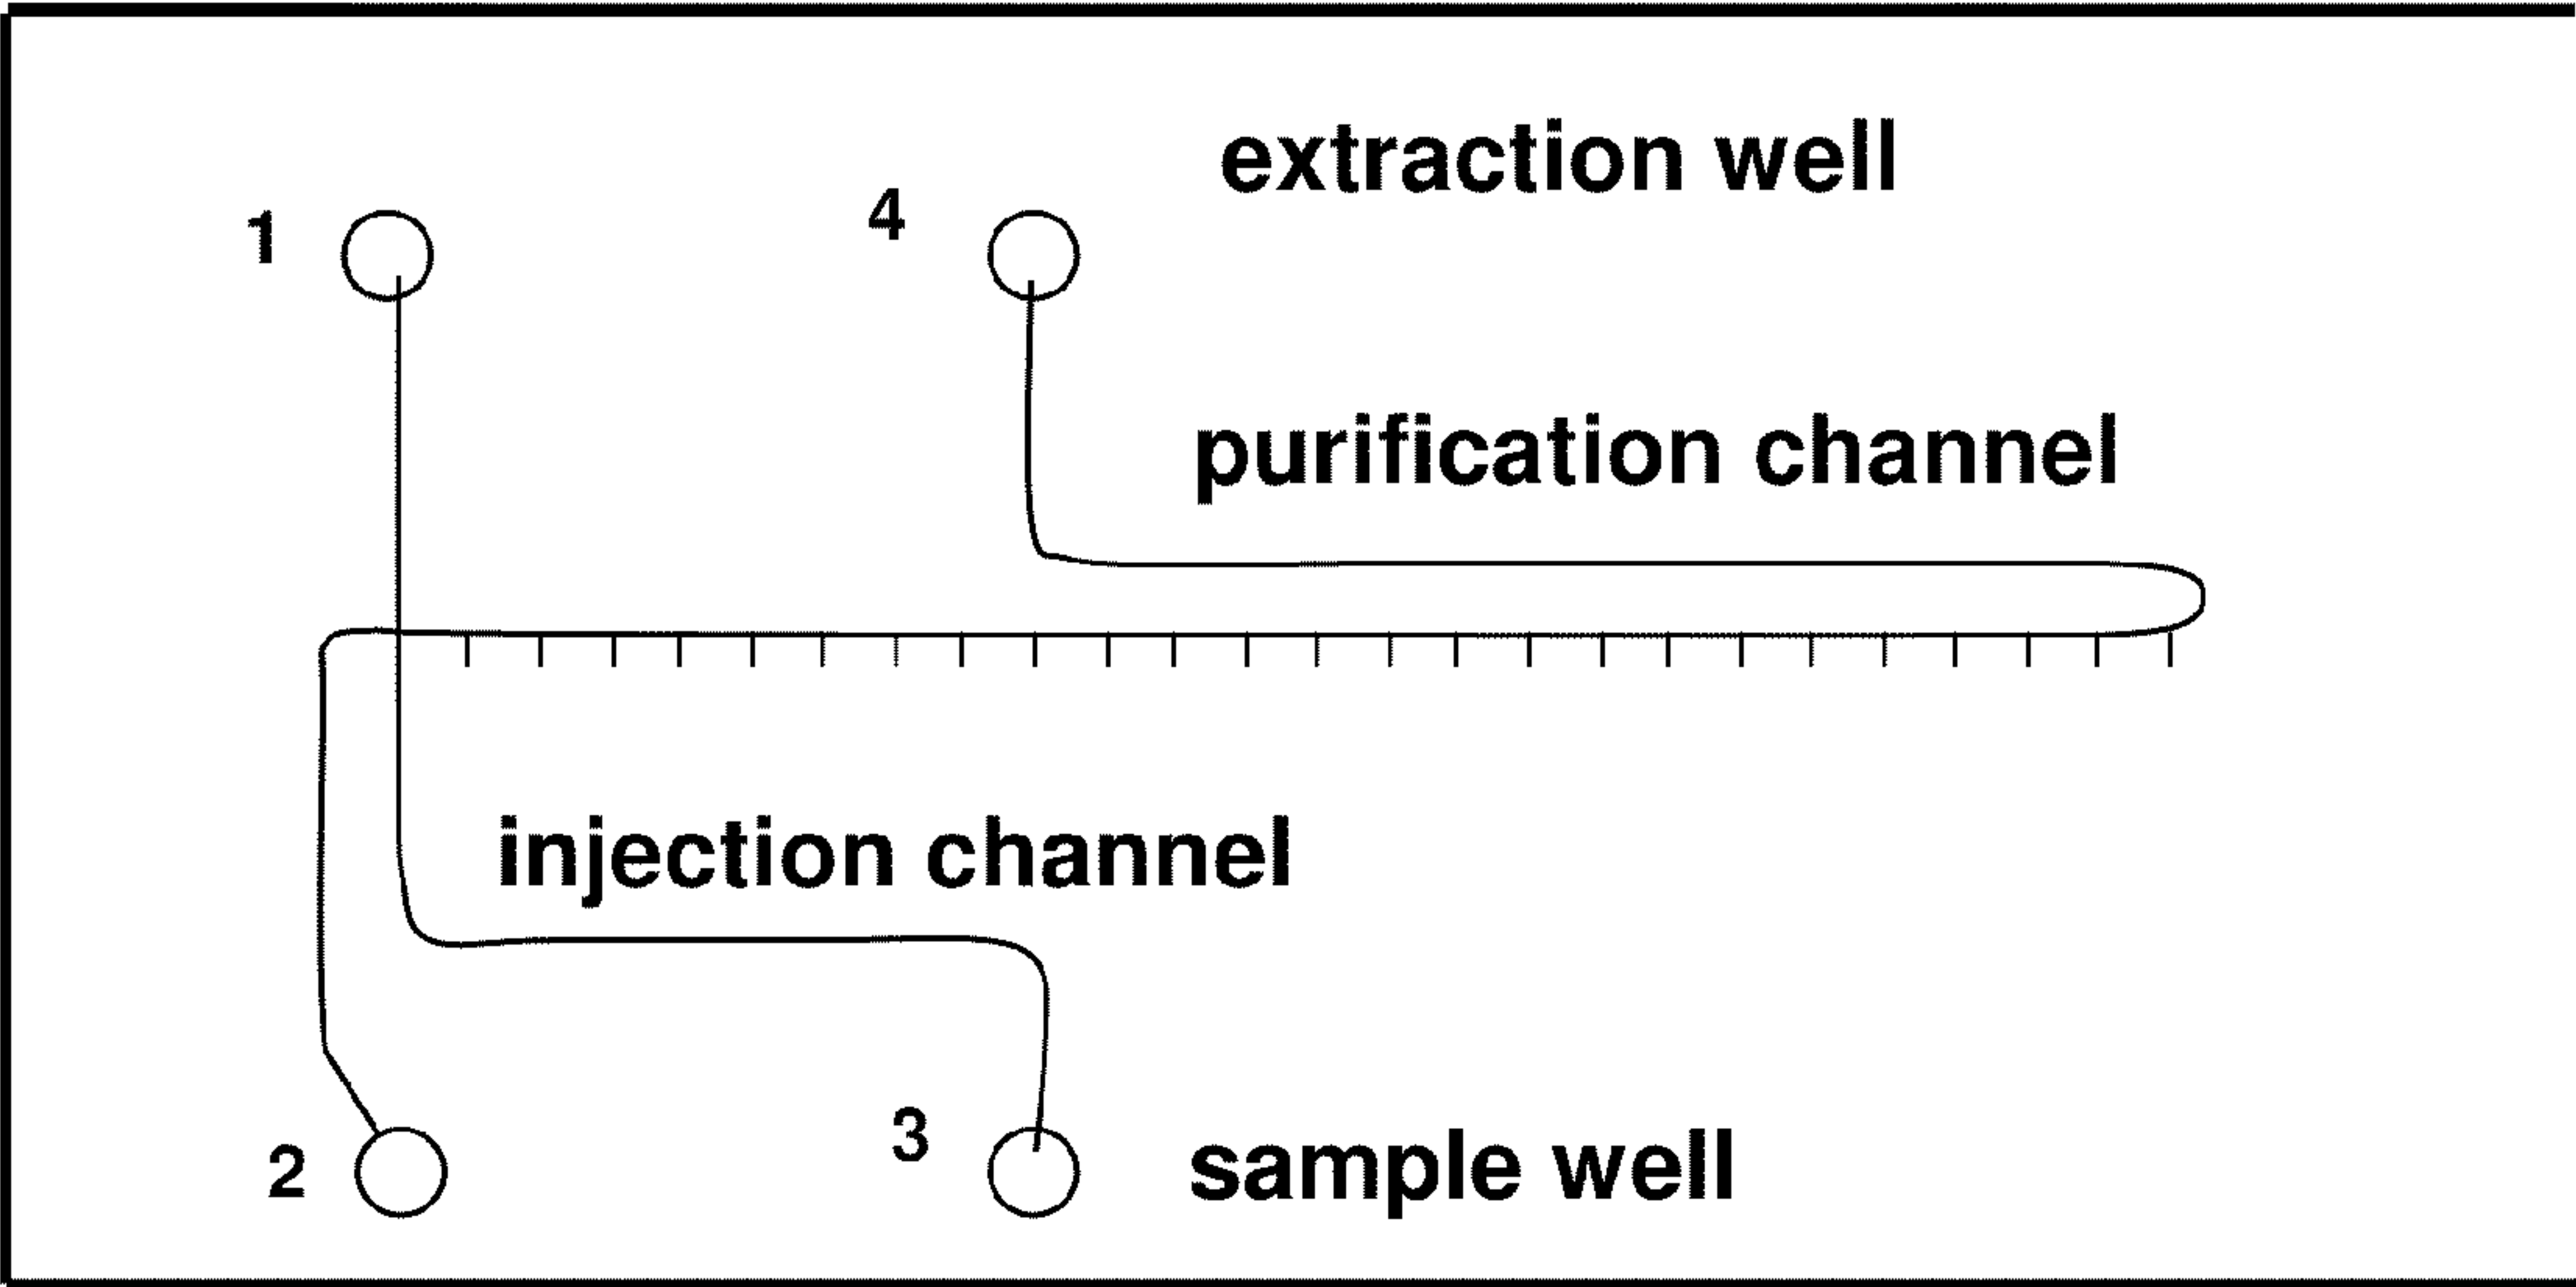 extraction well
1
4
purification channel
injection channel
2
3
sample well